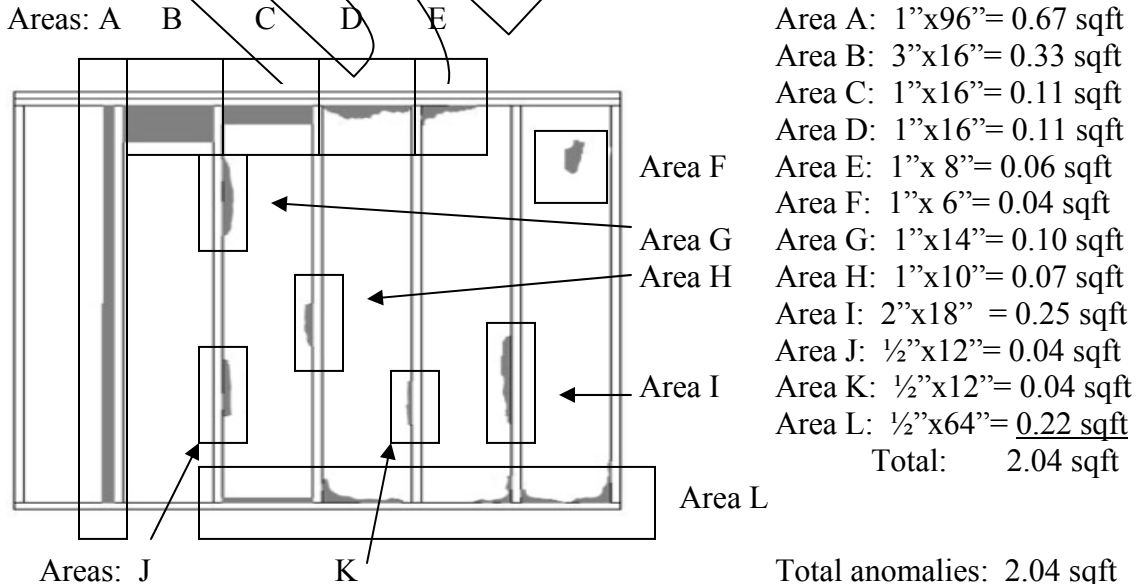 Areas: A B C D E
Area F
Area G
Area H
Area I
Area L
Areas: J K
Area A: 1”x96”= 0.67 sqft
Area B: 3”x16”= 0.33 sqft
Area C: 1”x16”= 0.11 sqft
Area D: 1”x16”= 0.11 sqft
Area E: 1”x 8”= 0.06 sqft
Area F: 1”x 6”= 0.04 sqft
Area G: 1”x14”= 0.10 sqft
Area H: 1”x10”= 0.07 sqft
Area I: 2”x18” = 0.25 sqft
Area J: ½”x12”= 0.04 sqft
Area K: ½”x12”= 0.04 sqft
Area L: ½”x64”= 0.22 sqft
Total: 2.04 sqft
Total anomalies: 2.04 sqft